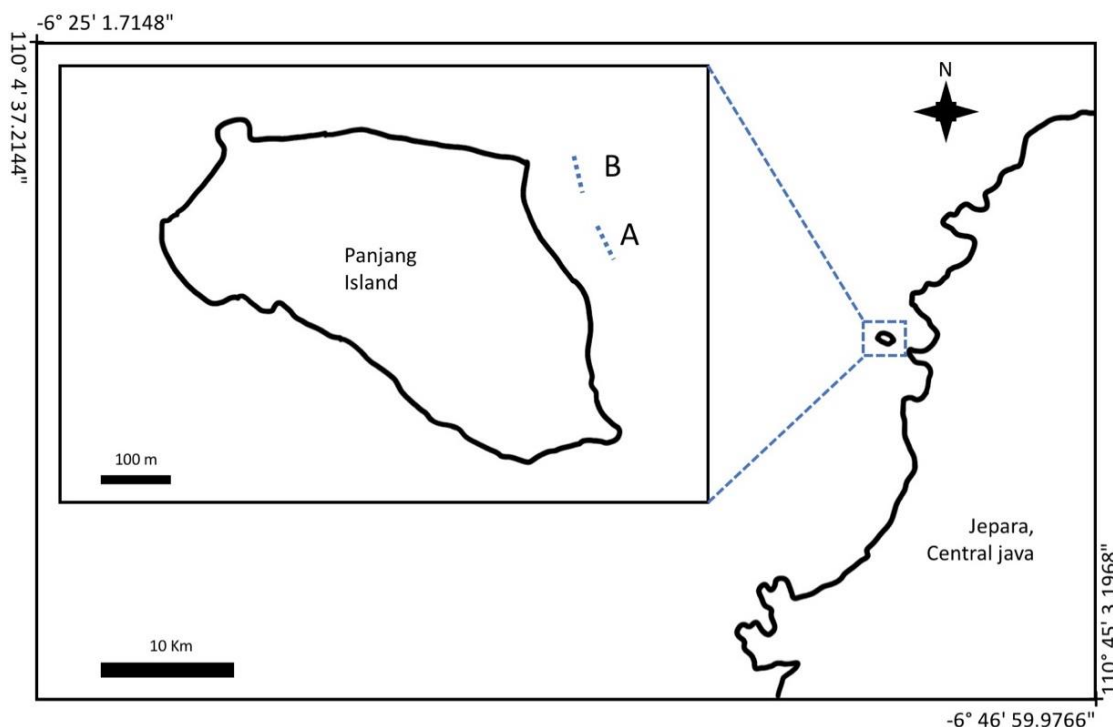 -6° 25' 1.7148"
110° 4' 37.2144"
N
B
A
Panjang
Island
100 m
Jepara,
Central java
10 Km
110° 45' 3.1968"
-6° 46' 59.9766"